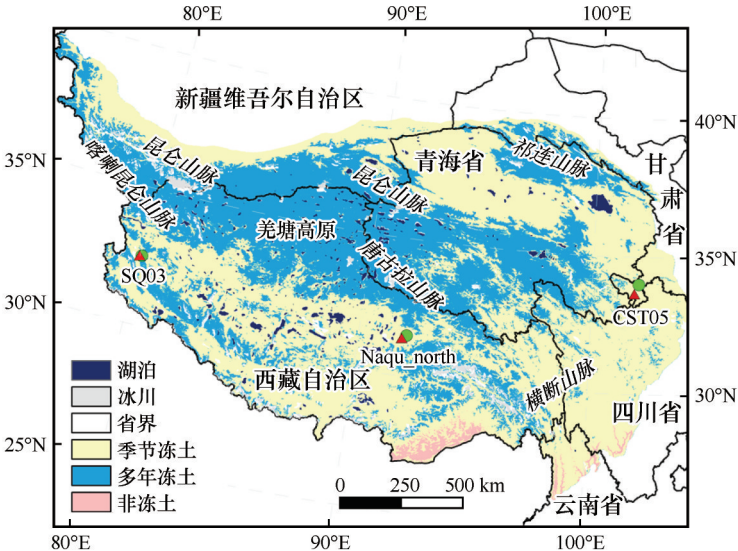 80°E 90°E 100°E
新疆维吾尔自治区
40°N
35°N
昆仑山脉
喀喇昆仑山脉
昆仑山脉
青海省
祁连山脉
甘肃省
羌塘高原
唐古拉山脉
35°N
SQ03
30°N
CST05
Naqu_north
西藏自治区
横断山脉
30°N
四川省
云南省
25°N
湖泊
冰川
省界
季节冻土
多年冻土
非冻土
0 250 500 km
80°E 90°E 100°E